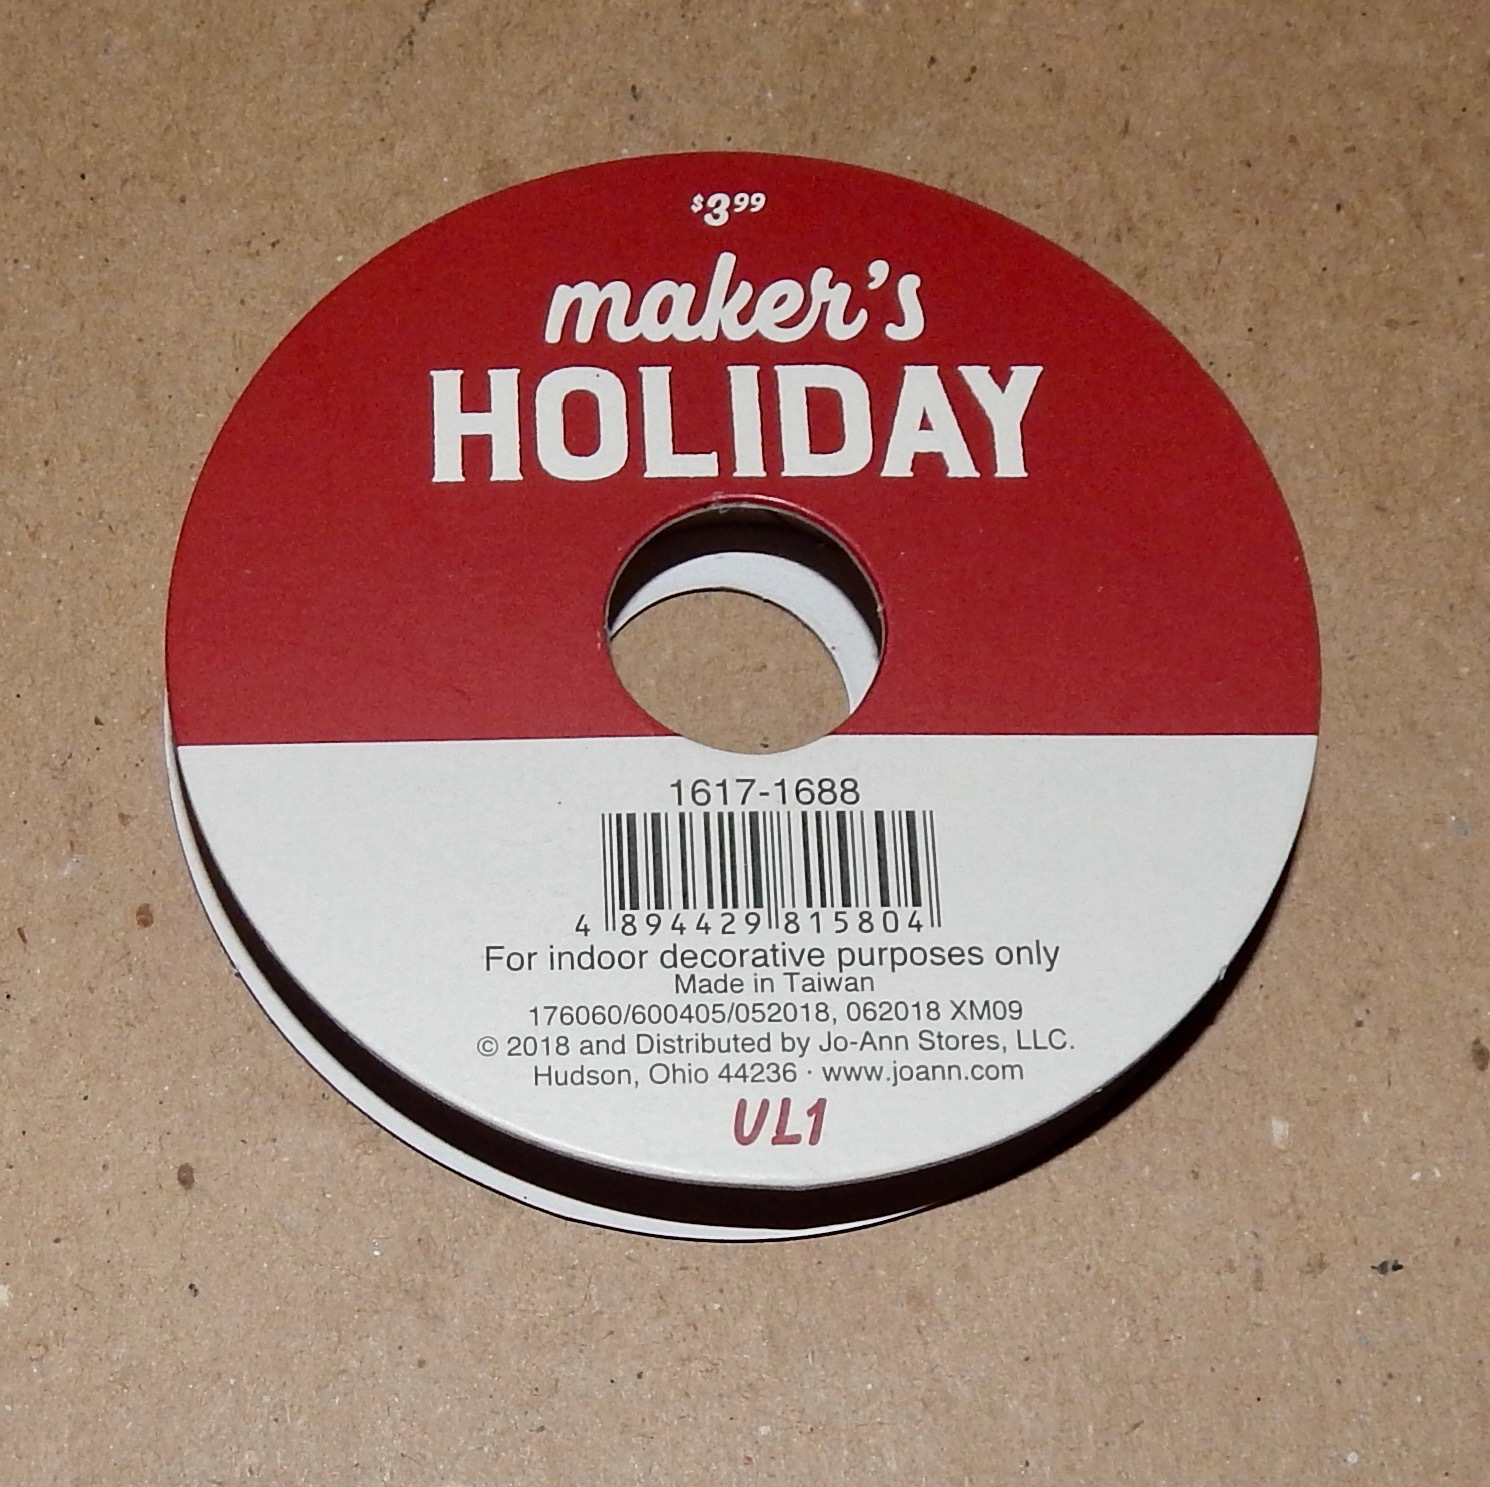 $3.99
maker's
HOLIDAY
1617-1688
4 894429 815804
For indoor decorative purposes only
Made in Taiwan
176060/600405/052018, 062018 XM09
© 2018 and Distributed by Jo-Ann Stores, LLC.
Hudson, Ohio 44236 · www.joann.com
UL1